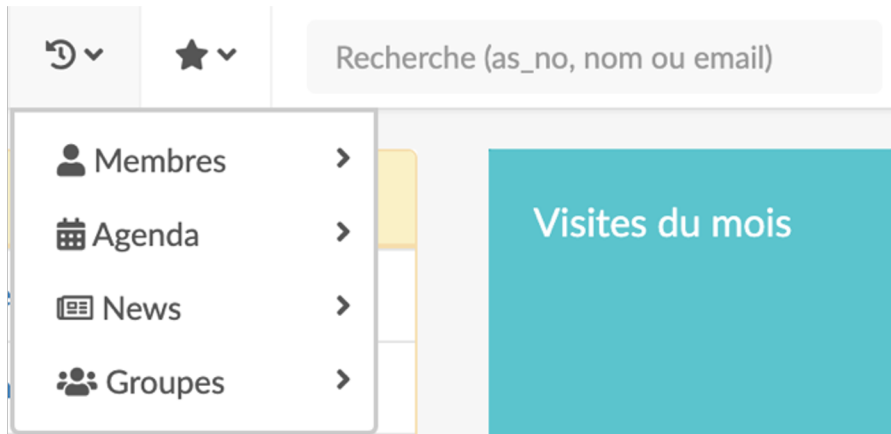 Recherche (as_no, nom ou email)
Membres
Agenda
News
Groupes
Visites du mois